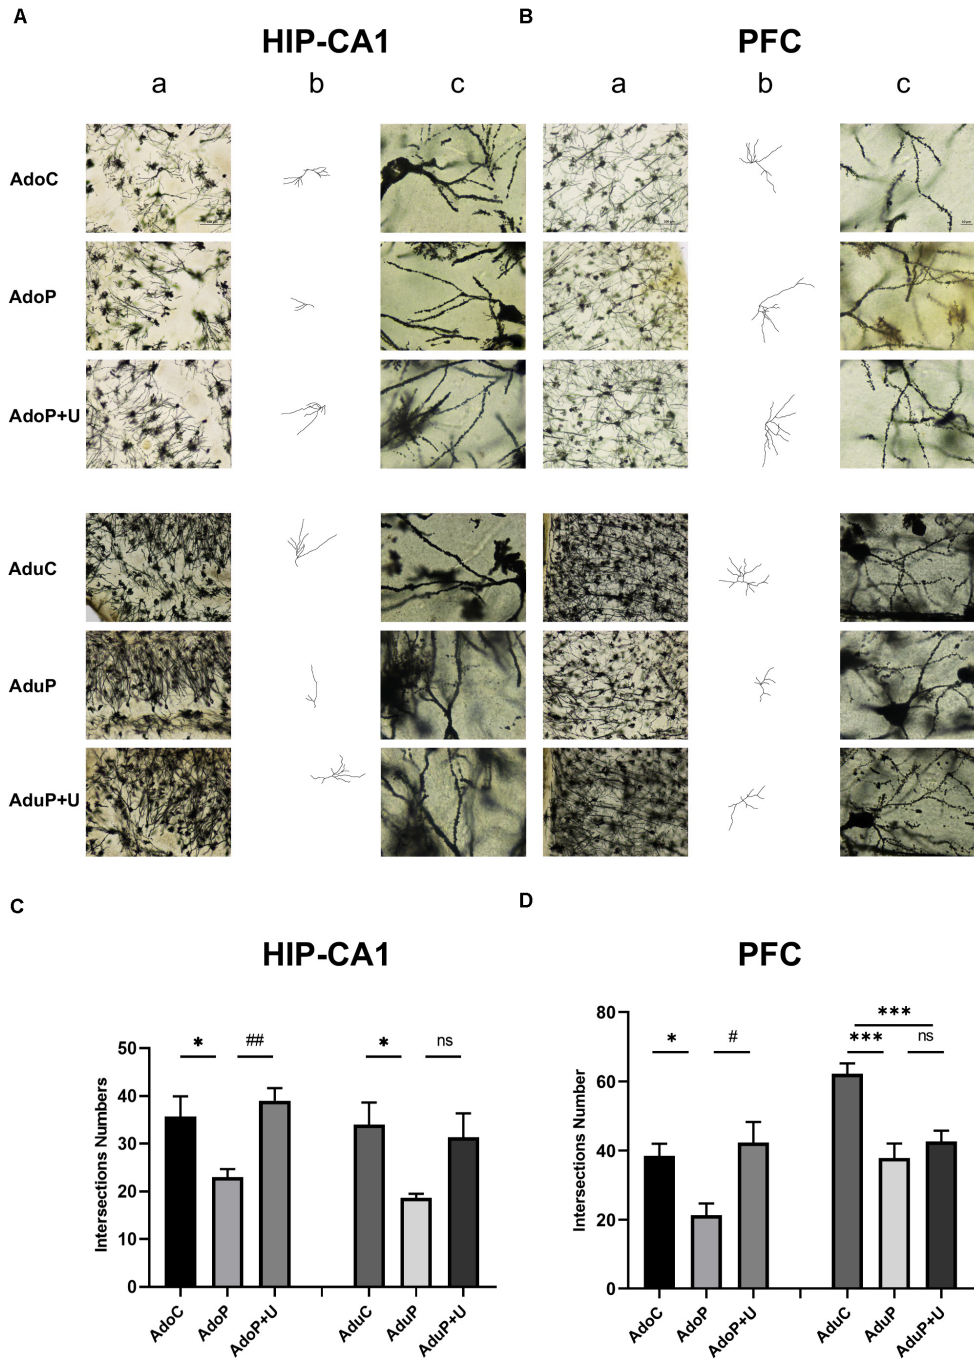 A B
HIP-CA1 PFC
a b c a b c
AdoC
AdoP
AdoP+U
AduC
AduP
AduP+U
C D
HIP-CA1 PFC
Intersections Numbers
50
40
30
20
10
0
* ## * ns
AdoC AdoP AdoP+U AduC AduP AduP+U
Intersections Number
80
60
40
20
0
* # *** *** ns
AdoC AdoP AdoP+U AduC AduP AduP+U